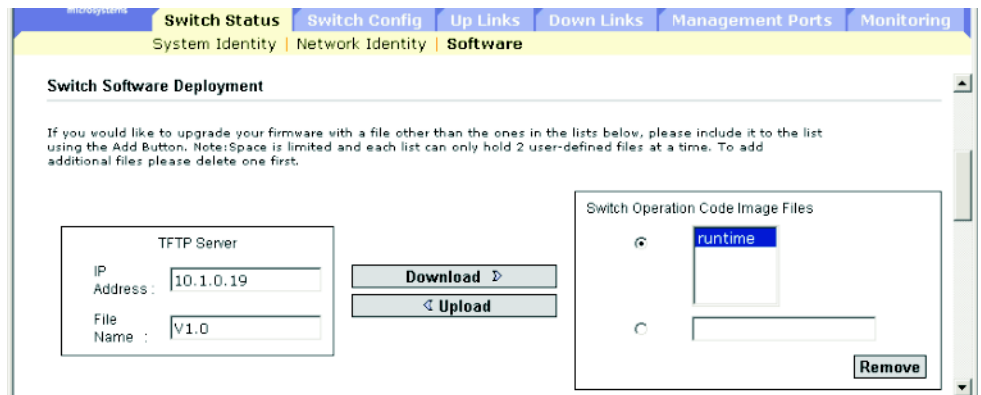 microsystems
Switch Status Switch Config Up Links Down Links Management Ports Monitoring
System Identity | Network Identity | Software
Switch Software Deployment
If you would like to upgrade your firmware with a file other than the ones in the lists below, please include it to the list
using the Add Button. Note:Space is limited and each list can only hold 2 user-defined files at a time. To add
additional files please delete one first.
TFTP Server
IP
Address : 10.1.0.19
File
Name : V1.0
Download
Upload
Switch Operation Code Image Files
runtime
Remove